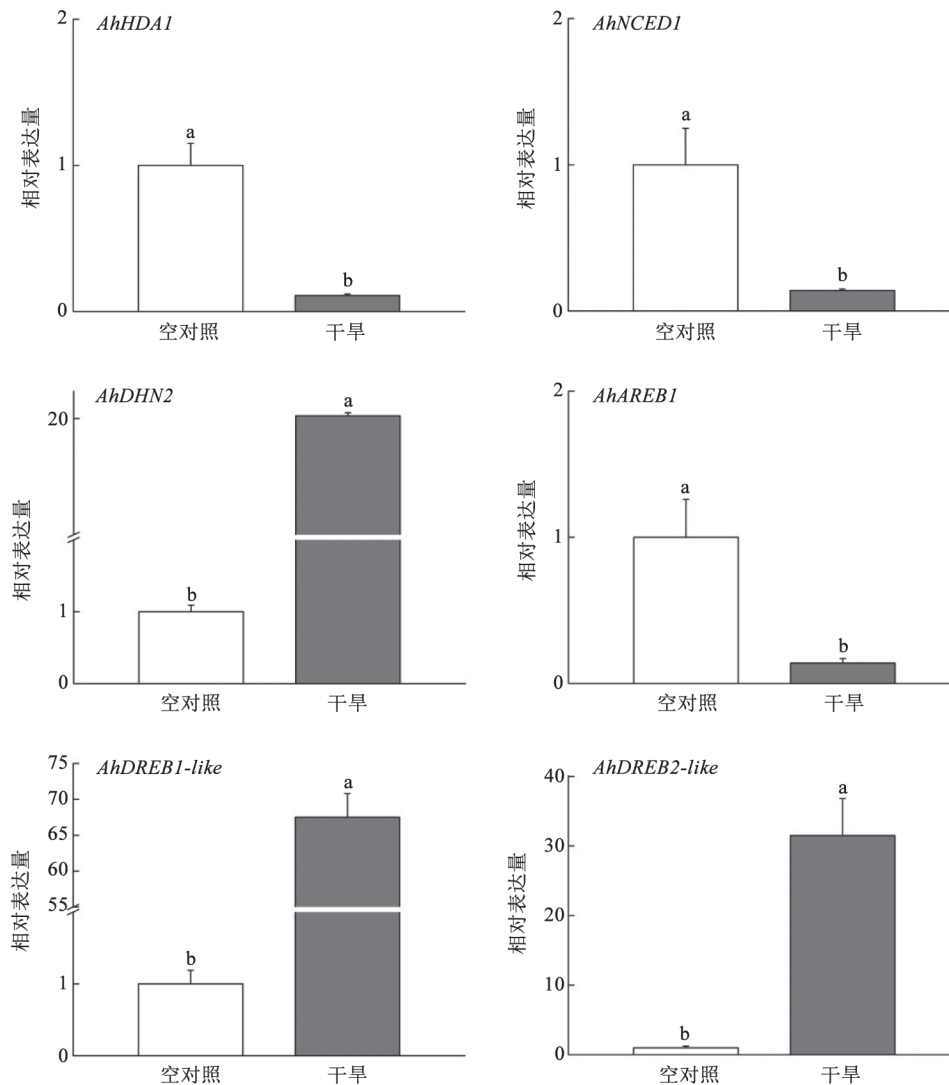 AhHDA1
相对表达量
2
1
0
a
b
空对照
干旱
AhNCED1
相对表达量
2
1
0
a
b
空对照
干旱
AhDHN2
相对表达量
20
1
0
b
a
空对照
干旱
AhAREB1
相对表达量
2
1
0
a
b
空对照
干旱
AhDREB1-like
相对表达量
75
70
65
60
55
1
0
b
a
空对照
干旱
AhDREB2-like
相对表达量
40
30
20
10
0
b
a
空对照
干旱